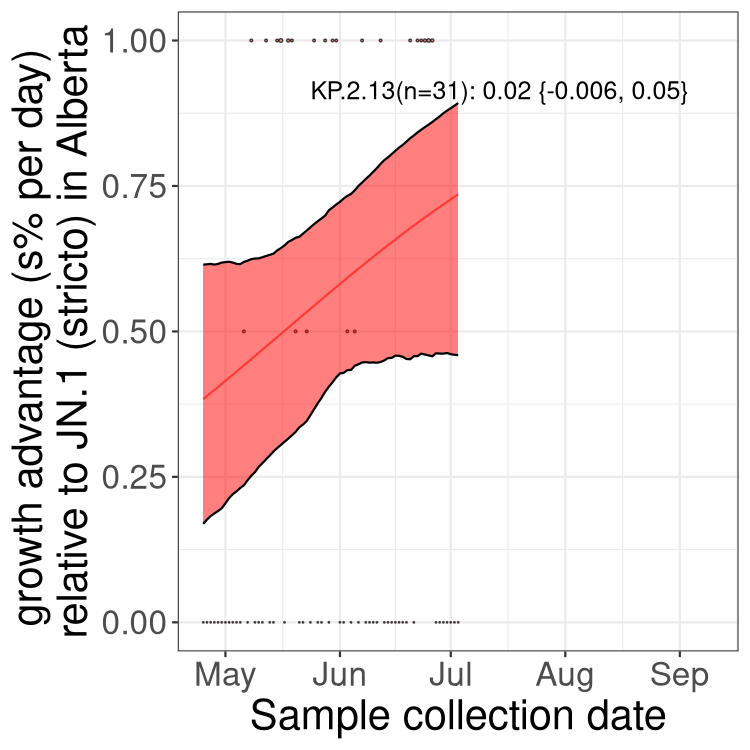 growth advantage (s% per day)
relative to JN.1 (stricto) in Alberta
1.00
0.75
0.50
0.25
0.00
KP.2.13(n=31): 0.02 {-0.006, 0.05}
May Jun Jul Aug Sep
Sample collection date